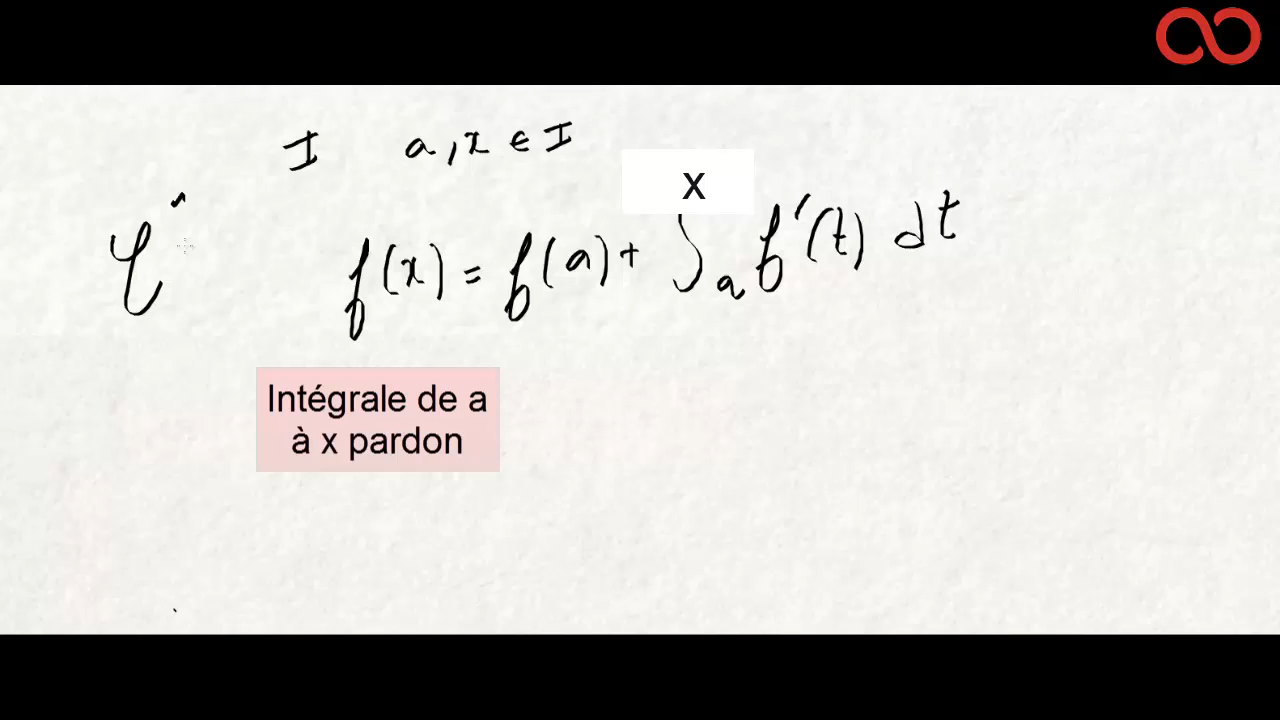 I a, x ∈ I
x
𝒞¹ f(x) = f(a) + ∫ₐ f'(t) dt
Intégrale de a
à x pardon